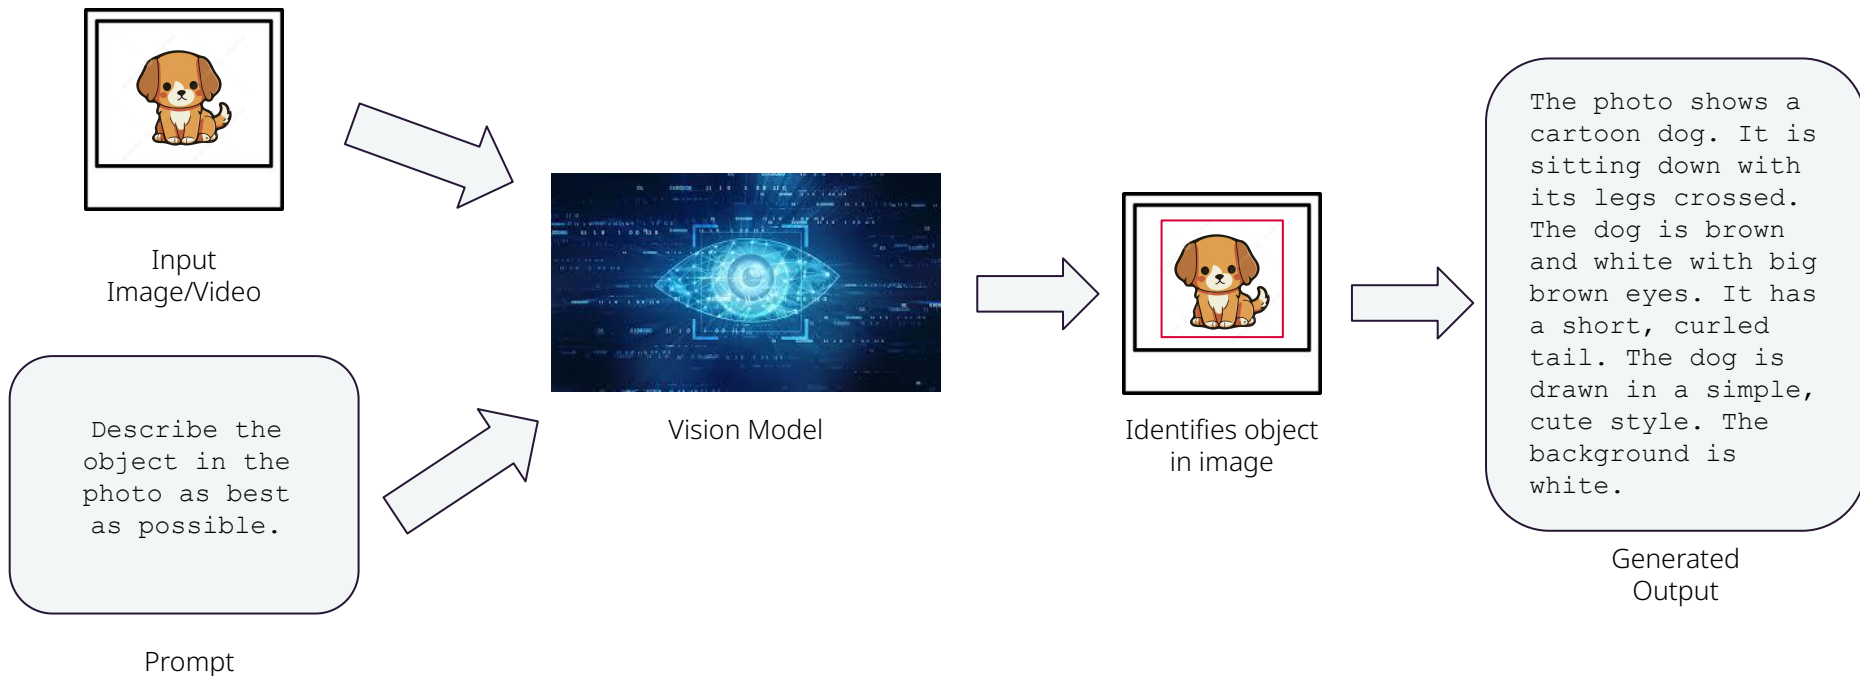 Input
Image/Video
Describe the
object in the
photo as best
as possible.
Prompt
Vision Model
Identifies object
in image
The photo shows a
cartoon dog. It is
sitting down with
its legs crossed.
The dog is brown
and white with big
brown eyes. It has
a short, curled
tail. The dog is
drawn in a simple,
cute style. The
background is
white.
Generated
Output